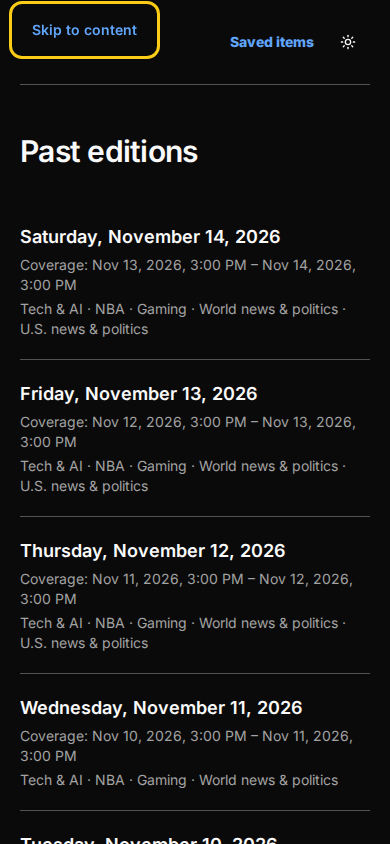 Skip to content
Saved items
Past editions
Saturday, November 14, 2026
Coverage: Nov 13, 2026, 3:00 PM – Nov 14, 2026,
3:00 PM
Tech & AI · NBA · Gaming · World news & politics ·
U.S. news & politics
Friday, November 13, 2026
Coverage: Nov 12, 2026, 3:00 PM – Nov 13, 2026,
3:00 PM
Tech & AI · NBA · Gaming · World news & politics ·
U.S. news & politics
Thursday, November 12, 2026
Coverage: Nov 11, 2026, 3:00 PM – Nov 12, 2026,
3:00 PM
Tech & AI · NBA · Gaming · World news & politics ·
U.S. news & politics
Wednesday, November 11, 2026
Coverage: Nov 10, 2026, 3:00 PM – Nov 11, 2026,
3:00 PM
Tech & AI · NBA · Gaming · World news & politics
Tuesday, November 10, 2026